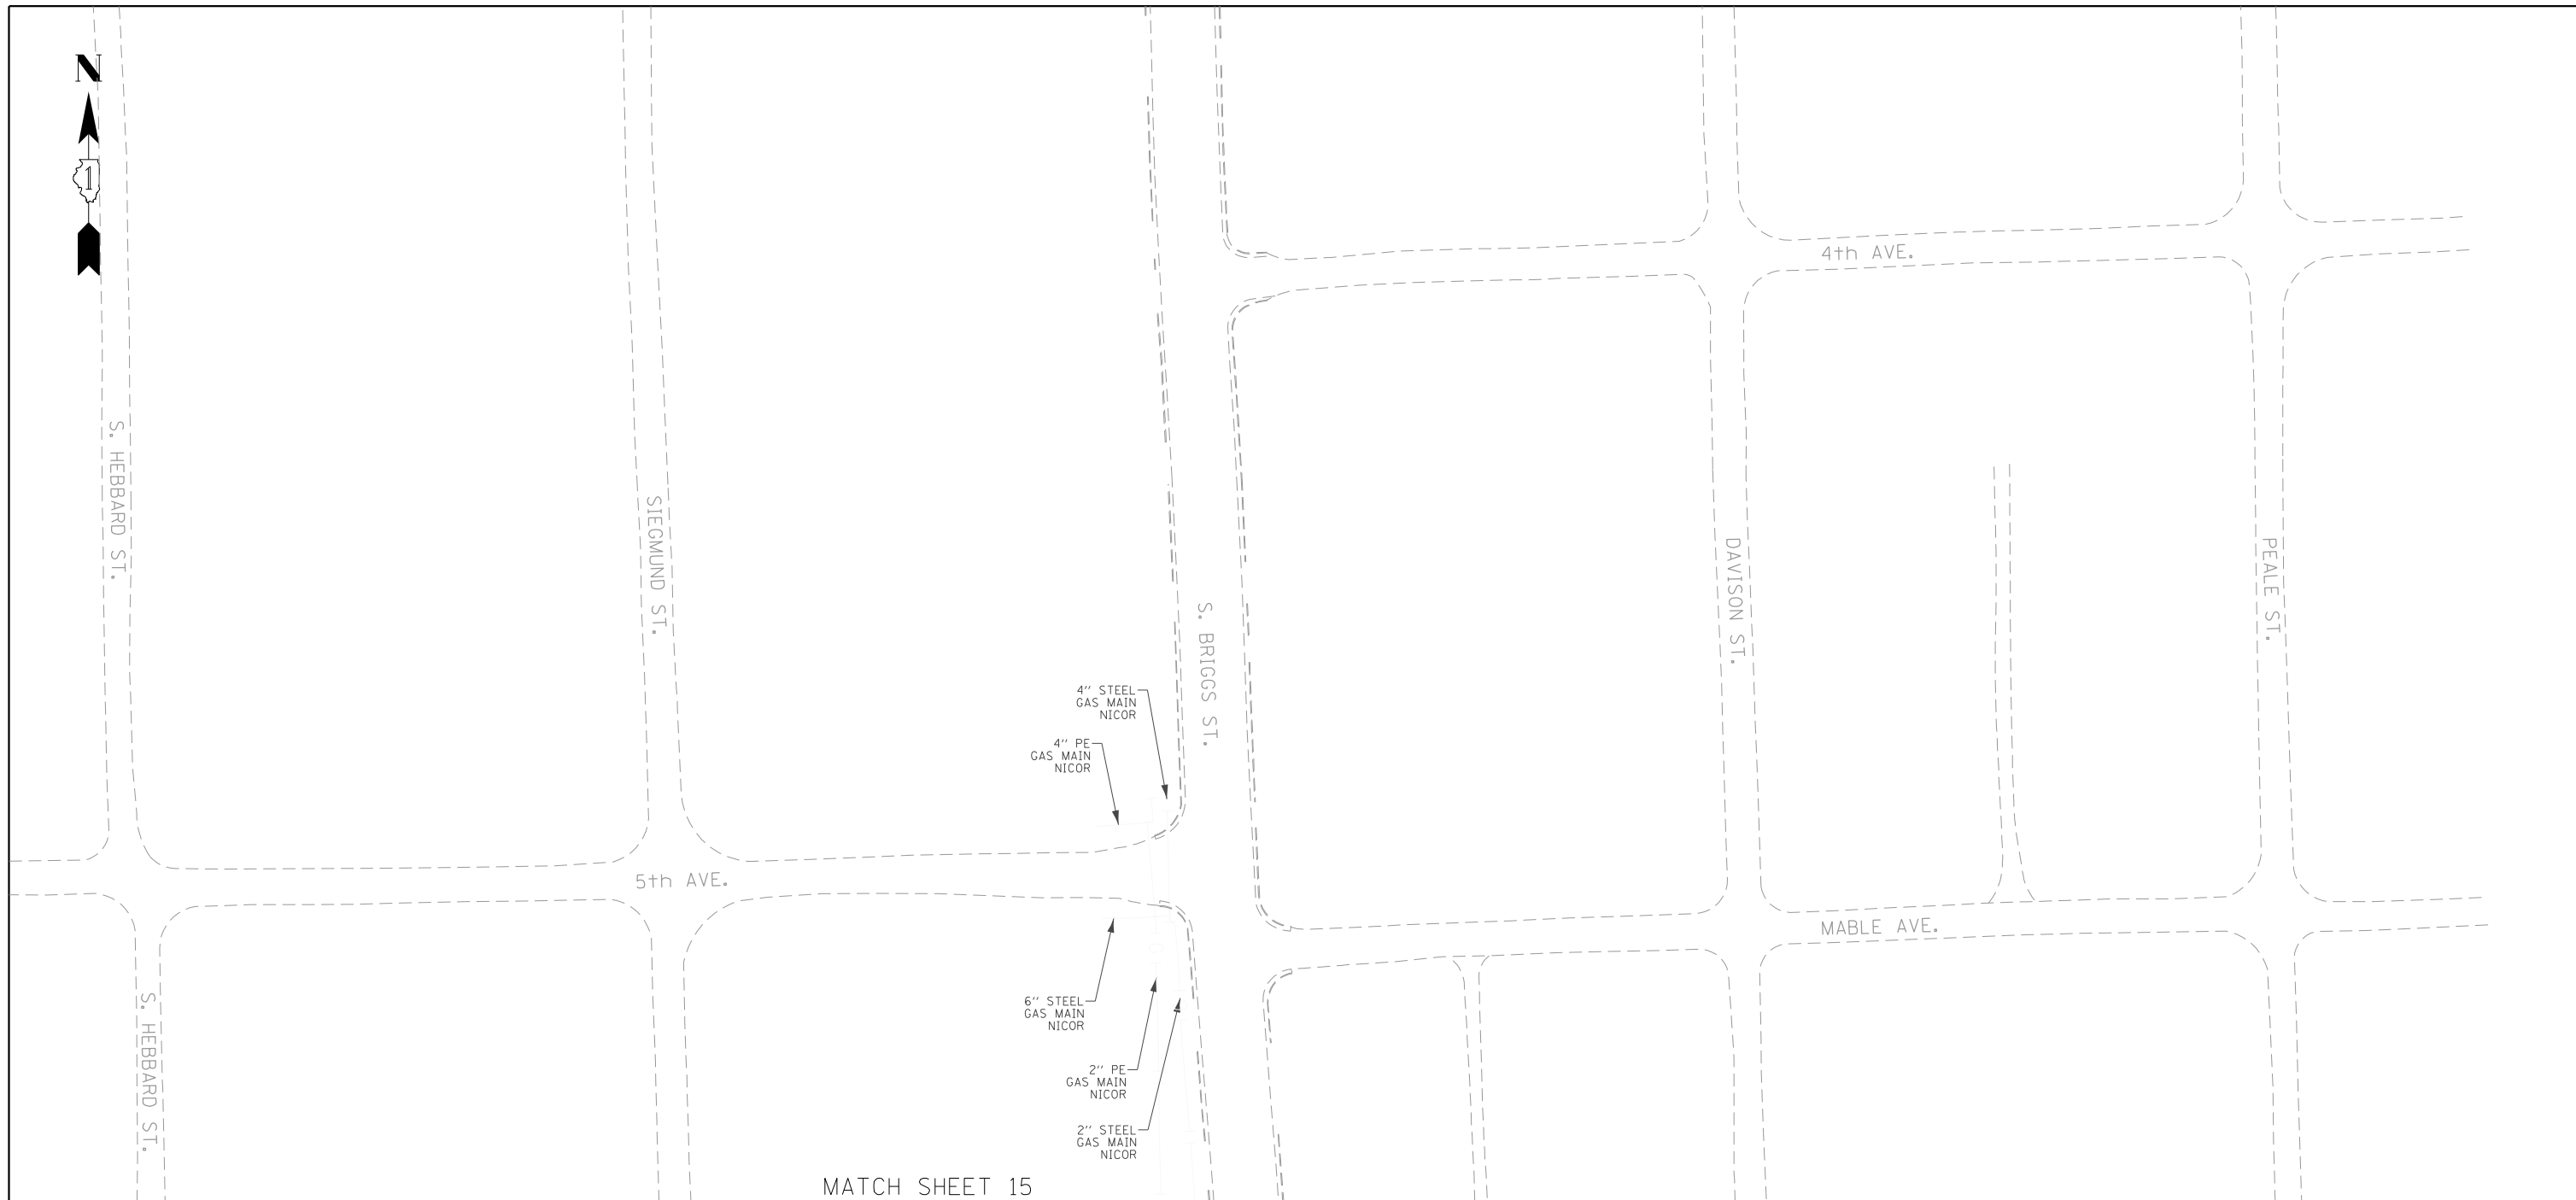 N
1
4th AVE.
S. HEBBARD ST.
SIEGMUND ST.
S. BRIGGS ST.
DAVISON ST.
PEALE ST.
4'' STEEL
GAS MAIN
NICOR
4'' PE
GAS MAIN
NICOR
5th AVE.
MABLE AVE.
6'' STEEL
GAS MAIN
NICOR
S. HEBBARD ST.
2'' PE
GAS MAIN
NICOR
2'' STEEL
GAS MAIN
NICOR
MATCH SHEET 15